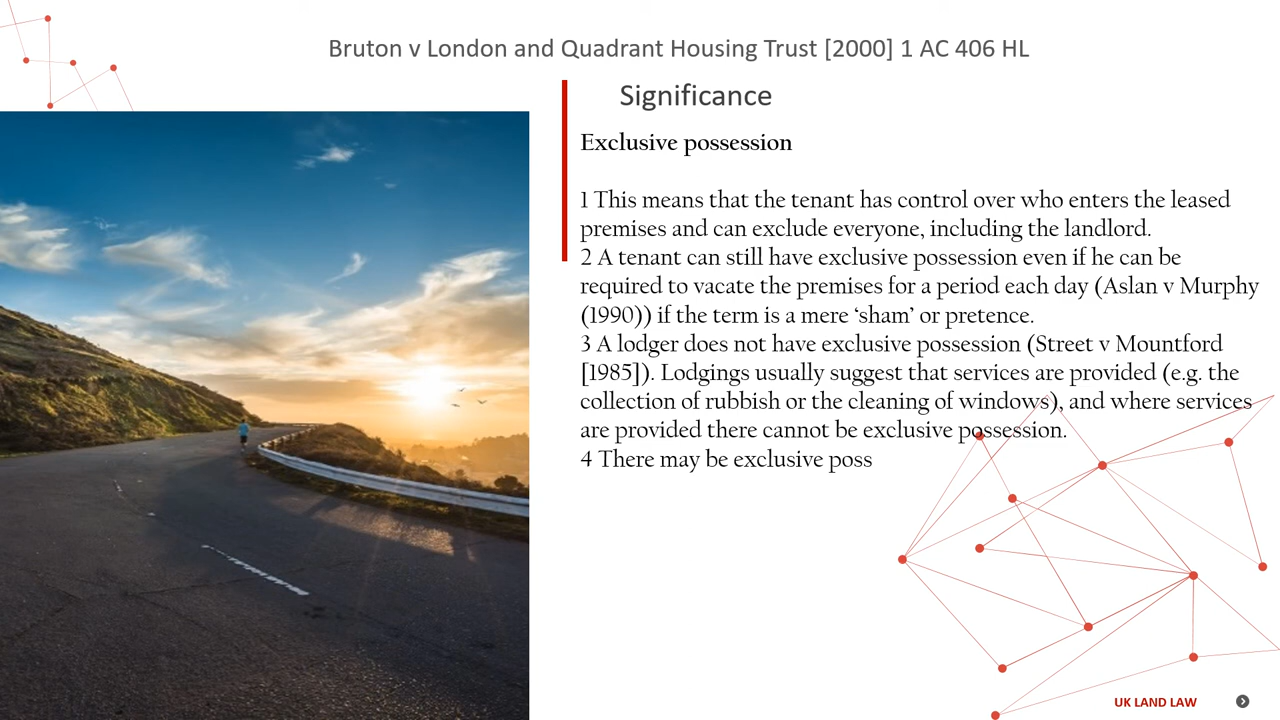 Bruton v London and Quadrant Housing Trust [2000] 1 AC 406 HL
Significance
Exclusive possession
1 This means that the tenant has control over who enters the leased
premises and can exclude everyone, including the landlord.
2 A tenant can still have exclusive possession even if he can be
required to vacate the premises for a period each day (Aslan v Murphy
(1990)) if the term is a mere ‘sham’ or pretence.
3 A lodger does not have exclusive possession (Street v Mountford
[1985]). Lodgings usually suggest that services are provided (e.g. the
collection of rubbish or the cleaning of windows), and where services
are provided there cannot be exclusive possession.
4 There may be exclusive poss
UK LAND LAW